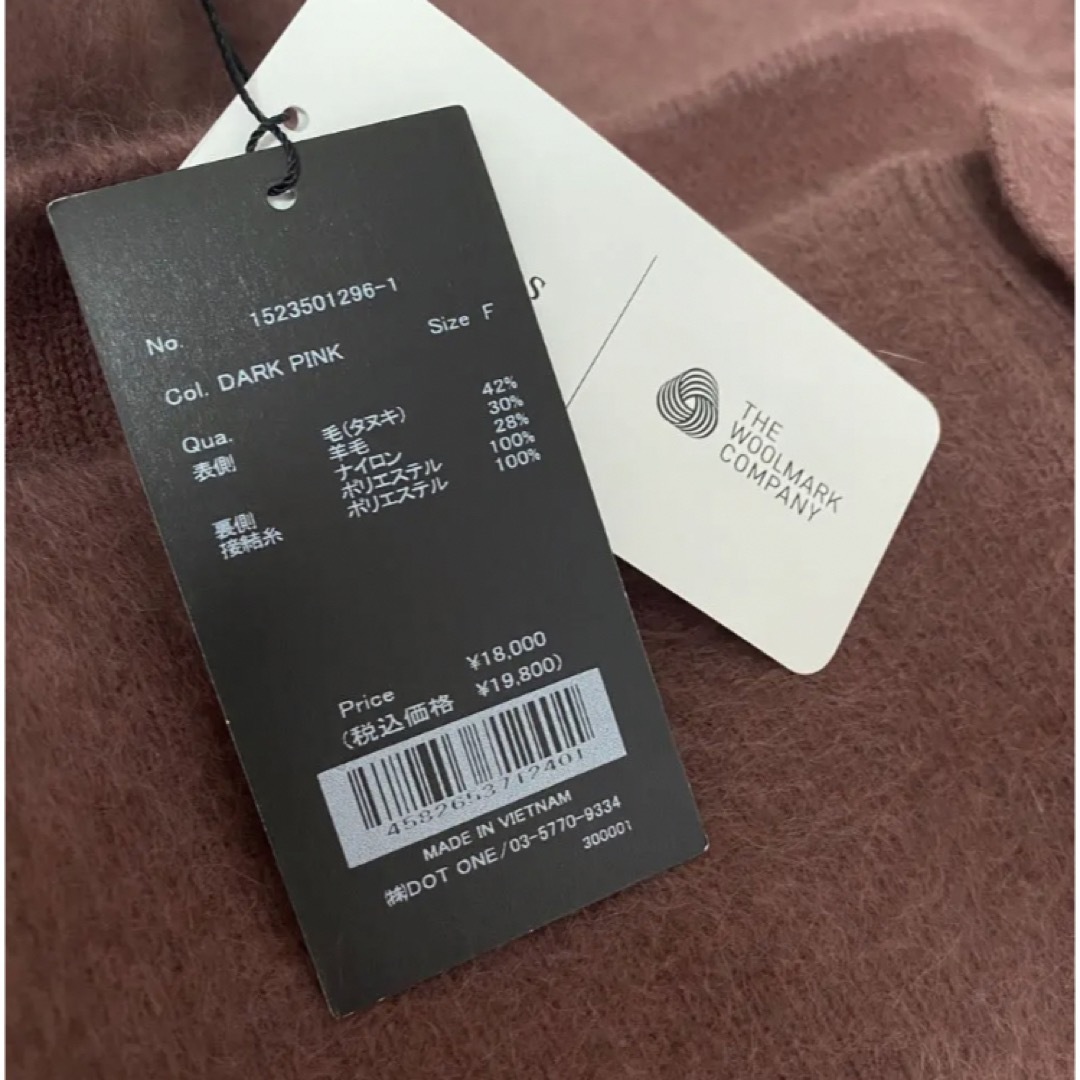 No. 1523501296-1
Col. DARK PINK Size F
Qua.
表側 毛(タヌキ) 42%
羊毛 30%
ナイロン 28%
裏側 ポリエステル 100%
接結糸 ポリエステル 100%
Price ¥18,000
(税込価格 ¥19,800)
4582653712401
MADE IN VIETNAM
㈱DOT ONE/03-5770-9334
300001
S
THE
WOOLMARK
COMPANY